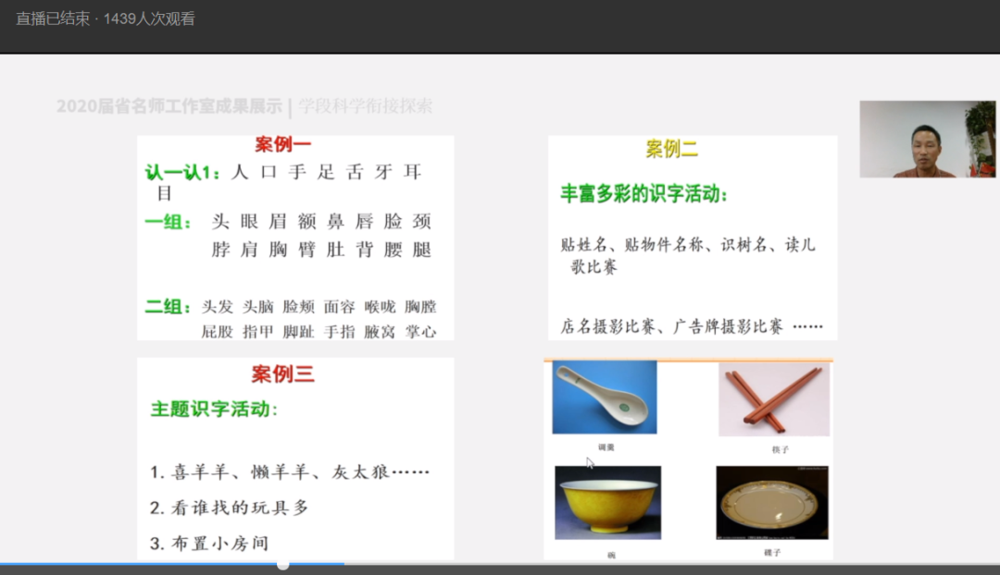 直播已结束 · 1439人次观看
2020届省名师工作室成果展示 | 学段科学衔接探索
案例一
认一认1：人 口 手 足 舌 牙 耳
目
一组： 头 眼 眉 额 鼻 唇 脸 颈
脖 肩 胸 臂 肚 背 腰 腿
二组： 头发 头脑 脸颊 面容 喉咙 胸膛
屁股 指甲 脚趾 手指 腋窝 掌心
案例二
丰富多彩的识字活动：
贴姓名、贴物件名称、识树名、读儿
歌比赛
店名摄影比赛、广告牌摄影比赛 ……
案例三
主题识字活动：
1. 喜羊羊、懒羊羊、灰太狼……
2. 看谁找的玩具多
3. 布置小房间
调羹
筷子
碗
碟子